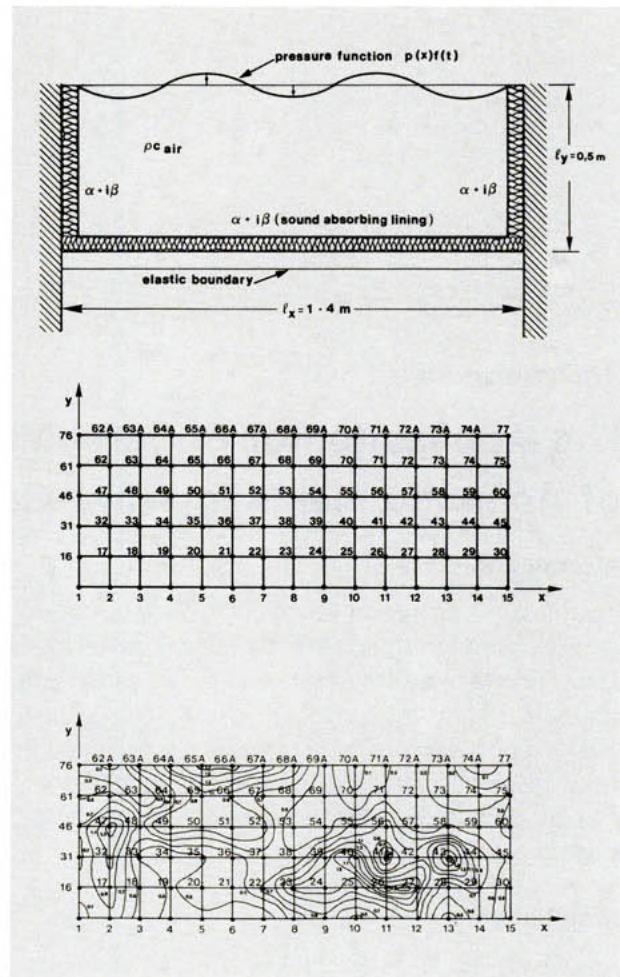 pressure function p(x)f(t)
ρc air
ℓy=0,5 m
α + iβ
α + iβ
α + iβ (sound absorbing lining)
elastic boundary
ℓx = 1 · 4 m
y
62A 63A 64A 65A 66A 67A 68A 69A 70A 71A 72A 73A 74A 77
76
62 63 64 65 66 67 68 69 70 71 72 73 74 75
61
47 48 49 50 51 52 53 54 55 56 57 58 59 60
46
32 33 34 35 36 37 38 39 40 41 42 43 44 45
31
17 18 19 20 21 22 23 24 25 26 27 28 29 30
16
1 2 3 4 5 6 7 8 9 10 11 12 13 14 15 x
y
62A 63A 64A 65A 66A 67A 68A 69A 70A 71A 72A 73A 74A 77
76
62 63 64 65 66 67 68 69 70 71 72 73 74 75
61
47 48 49 50 51 52 53 54 55 56 57 58 59 60
46
32 33 34 35 36 37 38 39 40 42 43 44 45
31
17 18 19 20 21 22 23 24 25 26 27 28 29 30
16
1 2 3 4 5 6 7 8 9 10 11 12 13 14 15 x